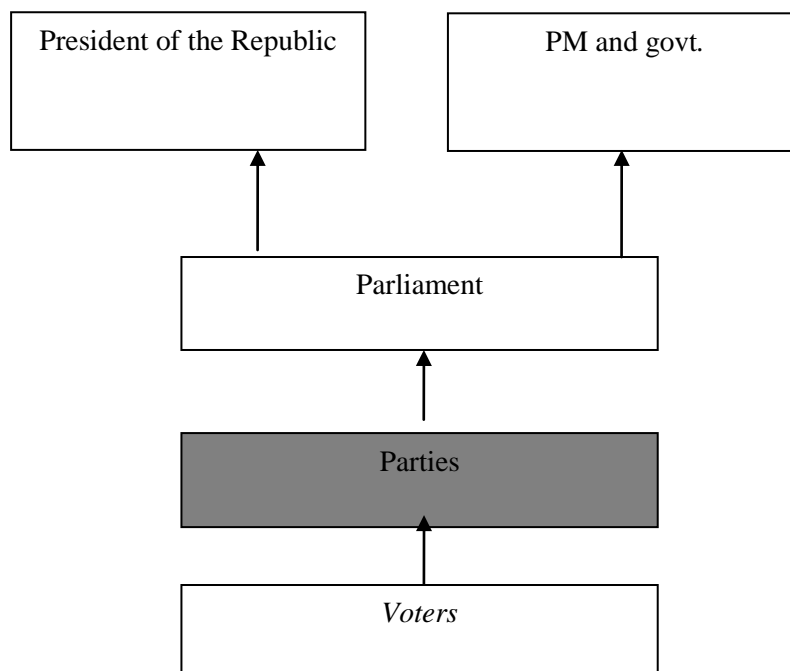 President of the Republic
PM and govt.
Parliament
Parties
Voters